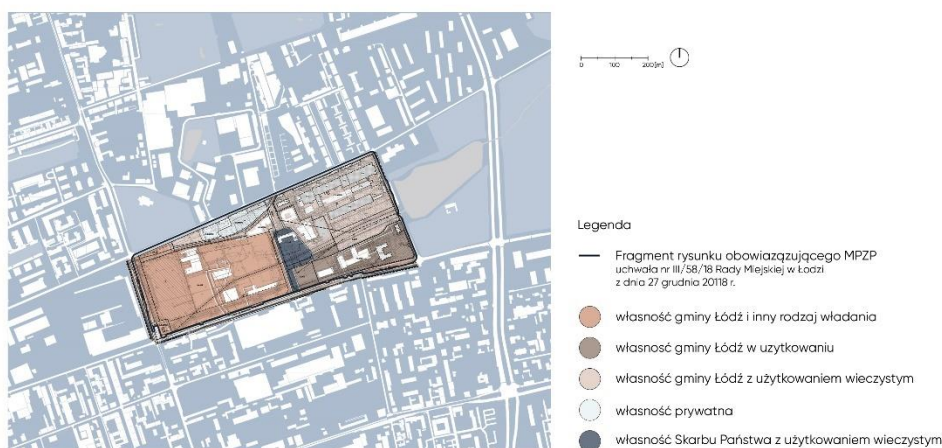 0 100 200[m]
Legenda
Fragment rysunku obowiazązującego MPZP
uchwała nr III/58/18 Rady Miejskiej w Łodzi
z dnia 27 grudnia 20118 r.
własność gminy Łódź i inny rodzaj władania
własność gminy Łódź w uzytkowaniu
własność gminy Łódź z użytkowaniem wieczystym
własność prywatna
własność Skarbu Państwa z użytkowaniem wieczystym